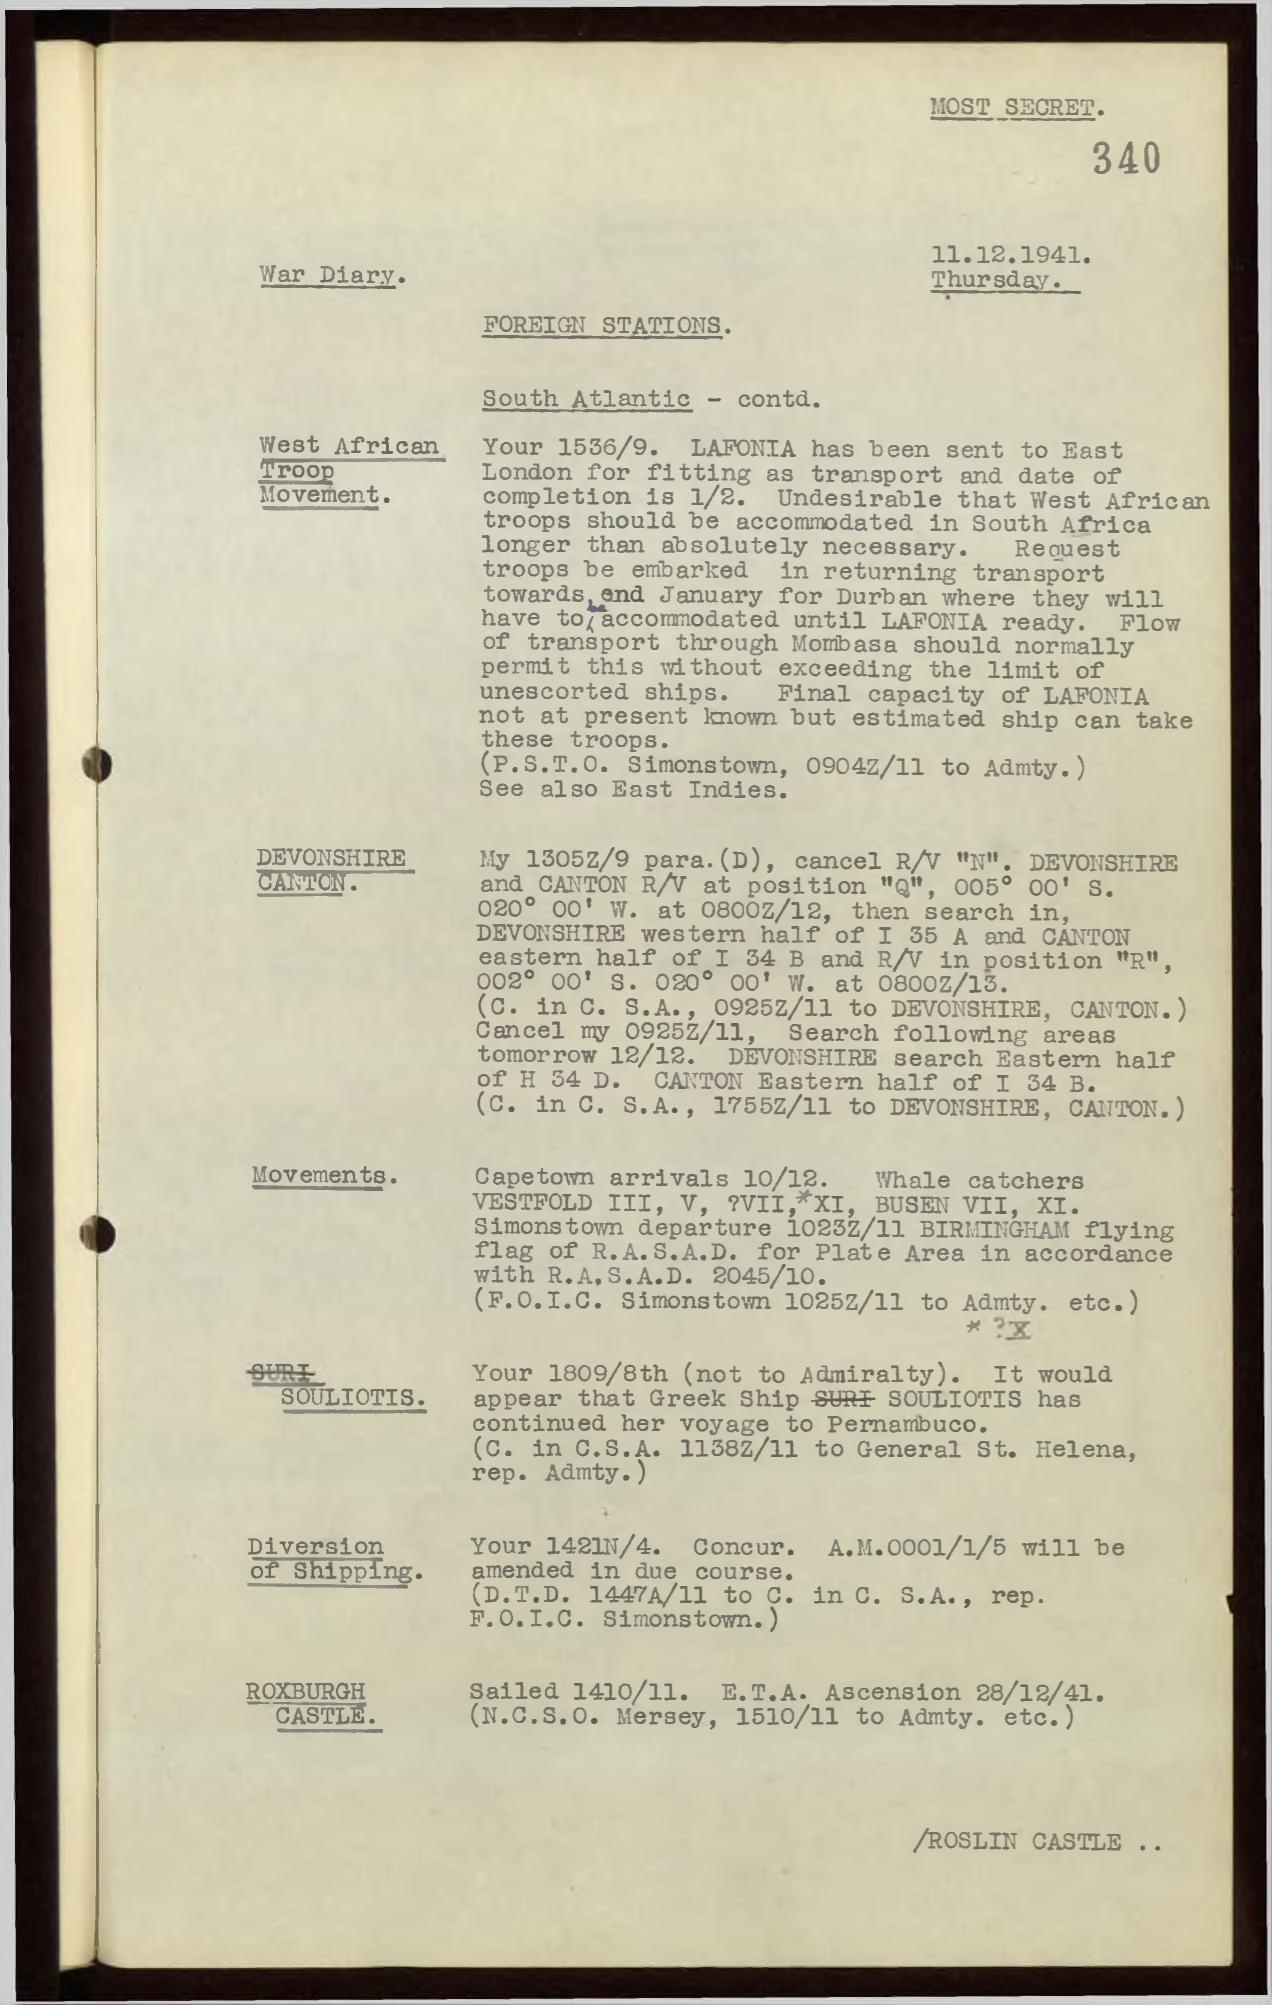 MOST SECRET.
340
11.12.1941.
War Diary.
Thursday.
FOREIGN STATIONS.
South Atlantic - contd.
West African
Troop
Movement.
Your 1536/9. LAFONIA has been sent to East
London for fitting as transport and date of
completion is 1/2. Undesirable that West African
troops should be accommodated in South Africa
longer than absolutely necessary. Request
troops be embarked in returning transport
towards end January for Durban where they will
have to be accommodated until LAFONIA ready. Flow
of transport through Mombasa should normally
permit this without exceeding the limit of
unescorted ships. Final capacity of LAFONIA
not at present known but estimated ship can take
these troops.
(P.S.T.O. Simonstown, 0904Z/11 to Admty.)
See also East Indies.
DEVONSHIRE
CANTON.
My 1305Z/9 para.(D), cancel R/V "N". DEVONSHIRE
and CANTON R/V at position "Q", 005° 00' S.
020° 00' W. at 0800Z/12, then search in,
DEVONSHIRE western half of I 35 A and CANTON
eastern half of I 34 B and R/V in position "R",
002° 00' S. 020° 00' W. at 0800Z/13.
(C. in C. S.A., 0925Z/11 to DEVONSHIRE, CANTON.)
Cancel my 0925Z/11, Search following areas
tomorrow 12/12. DEVONSHIRE search Eastern half
of H 34 D. CANTON Eastern half of I 34 B.
(C. in C. S.A., 1755Z/11 to DEVONSHIRE, CANTON.)
Movements.
Capetown arrivals 10/12. Whale catchers
VESTFOLD III, V, ?VII,* XI, BUSEN VII, XI.
Simonstown departure 1023Z/11 BIRMINGHAM flying
flag of R.A.S.A.D. for Plate Area in accordance
with R.A.S.A.D. 2045/10.
(F.O.I.C. Simonstown 1025Z/11 to Admty. etc.)
* ?X
SURI
SOULIOTIS.
Your 1809/8th (not to Admiralty). It would
appear that Greek Ship SURI SOULIOTIS has
continued her voyage to Pernambuco.
(C. in C.S.A. 1138Z/11 to General St. Helena,
rep. Admty.)
Diversion
of Shipping.
Your 1421N/4. Concur. A.M.0001/1/5 will be
amended in due course.
(D.T.D. 1447A/11 to C. in C. S.A., rep.
F.O.I.C. Simonstown.)
ROXBURGH
CASTLE.
Sailed 1410/11. E.T.A. Ascension 28/12/41.
(N.C.S.O. Mersey, 1510/11 to Admty. etc.)
/ROSLIN CASTLE ..